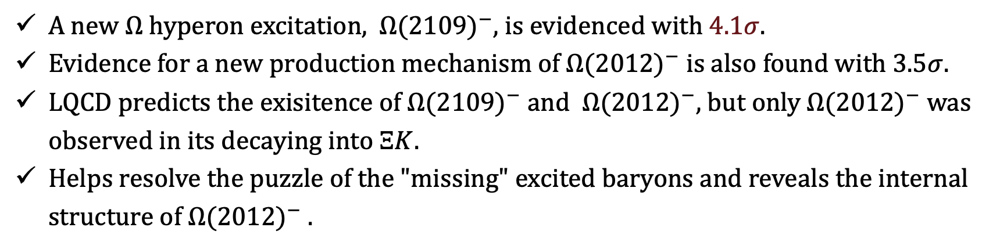 ✓ A new Ω hyperon excitation, Ω(2109)⁻, is evidenced with 4.1σ.
✓ Evidence for a new production mechanism of Ω(2012)⁻ is also found with 3.5σ.
✓ LQCD predicts the exisitence of Ω(2109)⁻ and Ω(2012)⁻, but only Ω(2012)⁻ was
observed in its decaying into ΞK.
✓ Helps resolve the puzzle of the "missing" excited baryons and reveals the internal
structure of Ω(2012)⁻ .